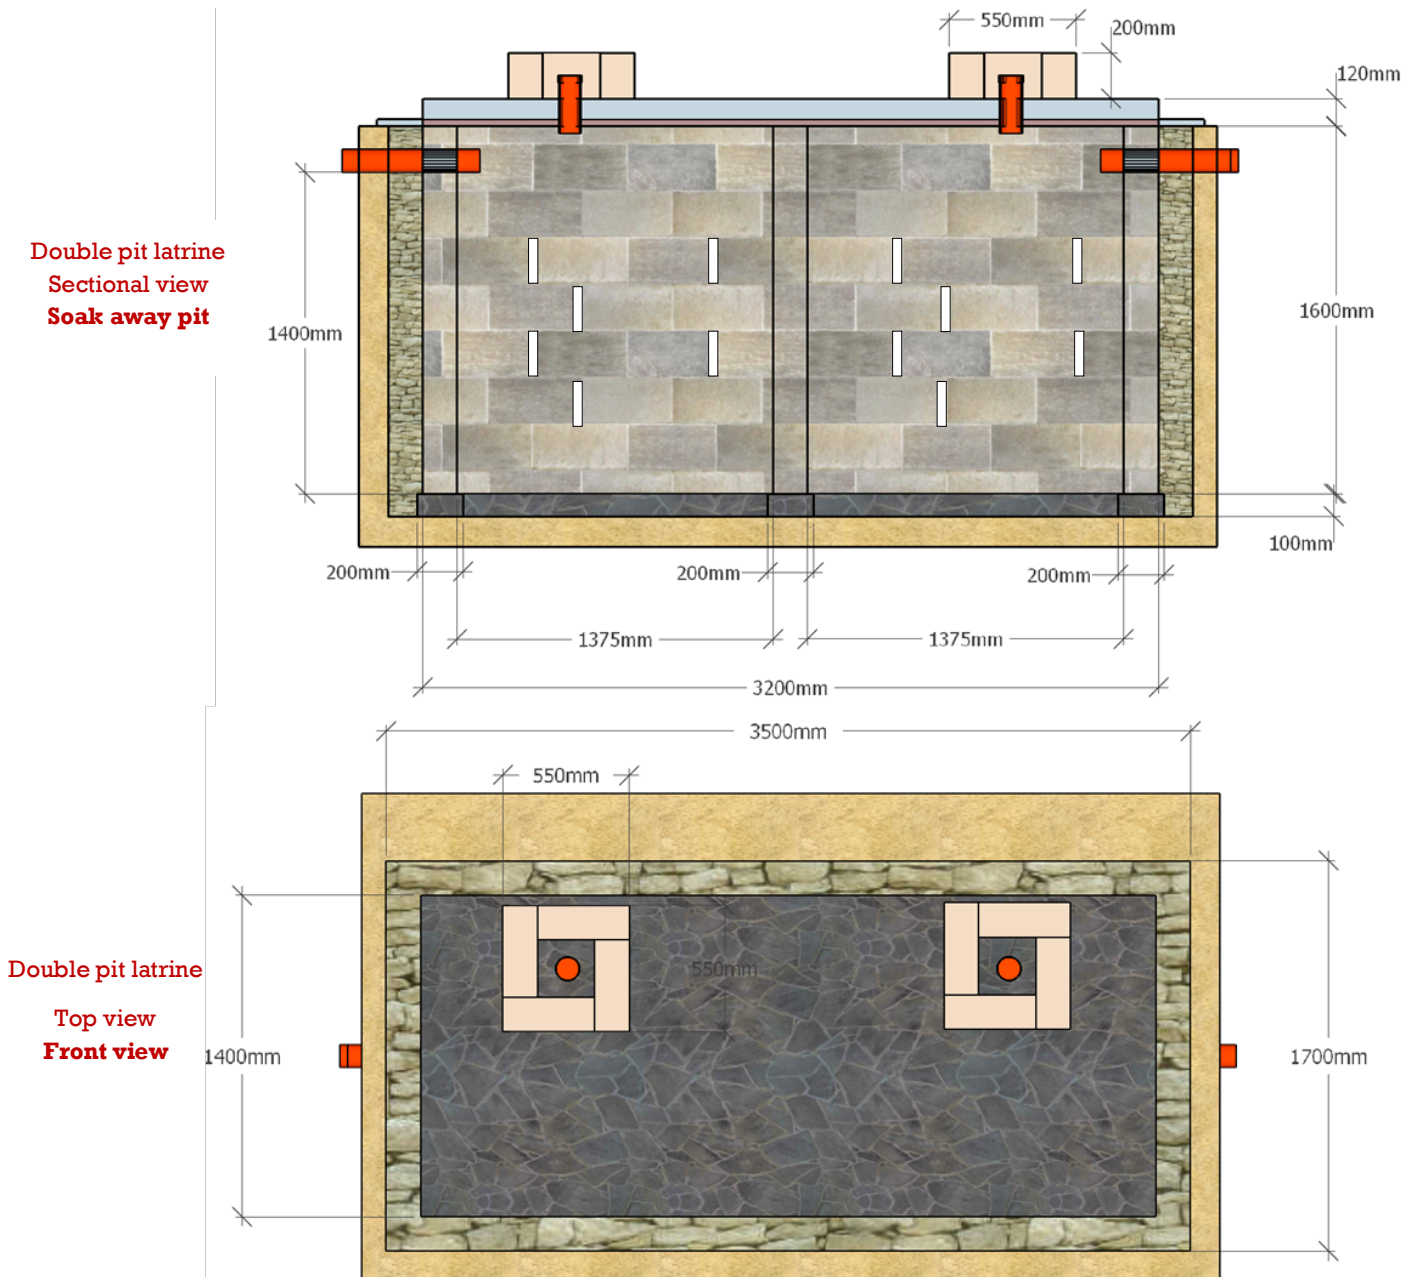 550mm
200mm
120mm
Double pit latrine
Sectional view
Soak away pit
1400mm
1600mm
100mm
200mm
200mm
200mm
1375mm
1375mm
3200mm
3500mm
550mm
550mm
Double pit latrine
Top view
Front view
1400mm
1700mm